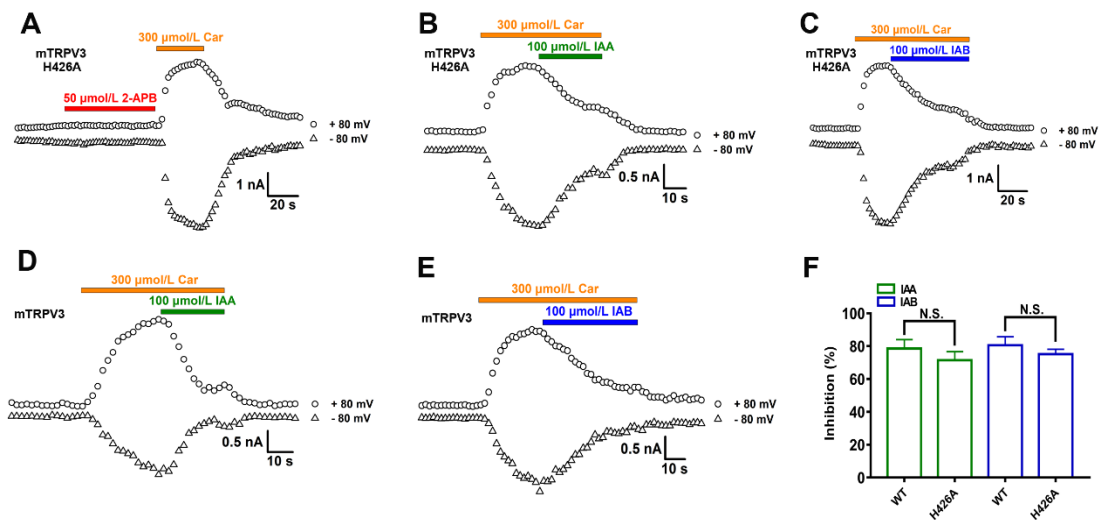 A
300 μmol/L Car
mTRPV3
H426A
50 μmol/L 2-APB
+ 80 mV
- 80 mV
1 nA
20 s
B
300 μmol/L Car
mTRPV3
H426A
100 μmol/L IAA
+ 80 mV
- 80 mV
0.5 nA
10 s
C
300 μmol/L Car
mTRPV3
H426A
100 μmol/L IAB
+ 80 mV
- 80 mV
1 nA
20 s
D
300 μmol/L Car
100 μmol/L IAA
mTRPV3
+ 80 mV
- 80 mV
0.5 nA
10 s
E
300 μmol/L Car
100 μmol/L IAB
mTRPV3
+ 80 mV
- 80 mV
0.5 nA
10 s
F
IAA
IAB
N.S.
N.S.
Inhibition (%)
100
80
60
40
20
0
WT
H426A
WT
H426A